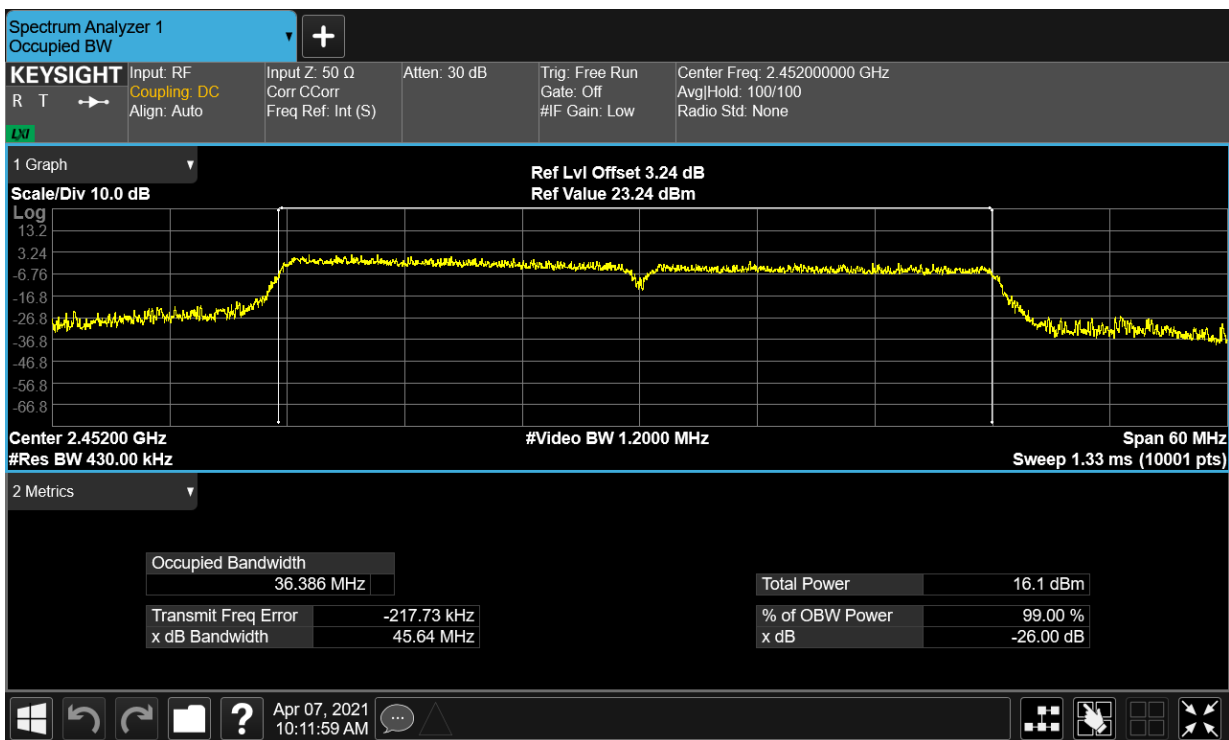 Spectrum Analyzer 1
Occupied BW
KEYSIGHT Input: RF Input Z: 50 Ω Atten: 30 dB Trig: Free Run Center Freq: 2.452000000 GHz
R T Coupling: DC Corr CCorr Gate: Off Avg|Hold: 100/100
Align: Auto Freq Ref: Int (S) #IF Gain: Low Radio Std: None
LXI
1 Graph
Ref Lvl Offset 3.24 dB
Scale/Div 10.0 dB Ref Value 23.24 dBm
Log
13.2
3.24
-6.76
-16.8
-26.8
-36.8
-46.8
-56.8
-66.8
Center 2.45200 GHz #Video BW 1.2000 MHz Span 60 MHz
#Res BW 430.00 kHz Sweep 1.33 ms (10001 pts)
2 Metrics
Occupied Bandwidth
36.386 MHz Total Power 16.1 dBm
Transmit Freq Error -217.73 kHz % of OBW Power 99.00 %
x dB Bandwidth 45.64 MHz x dB -26.00 dB
Apr 07, 2021
10:11:59 AM